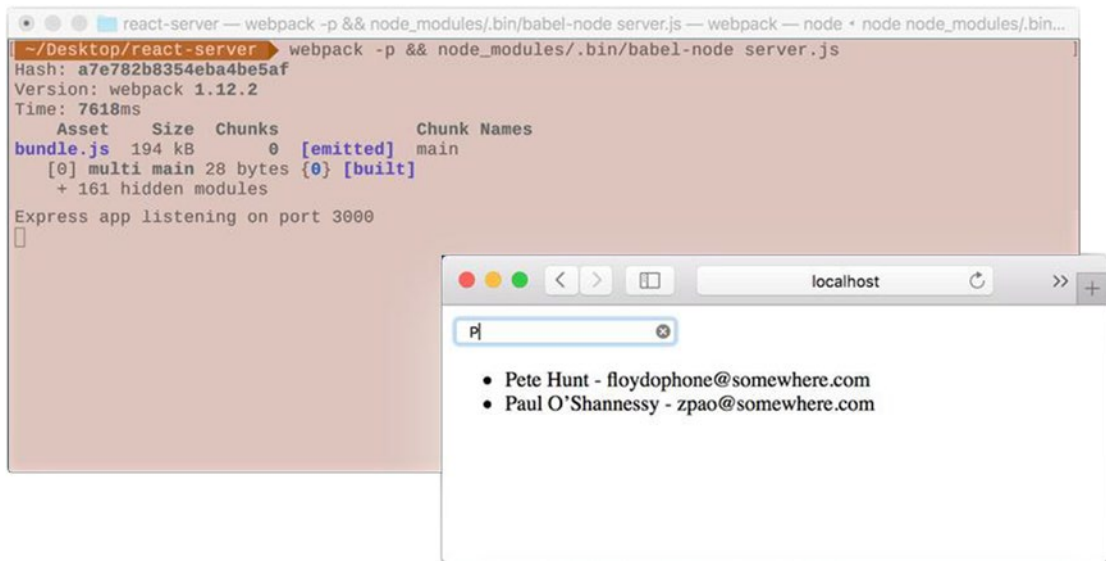 react-server — webpack -p && node_modules/.bin/babel-node server.js — webpack — node • node node_modules/.bin...
~/Desktop/react-server webpack -p && node_modules/.bin/babel-node server.js
Hash: a7e782b8354eba4be5af
Version: webpack 1.12.2
Time: 7618ms
Asset Size Chunks Chunk Names
bundle.js 194 kB 0 [emitted] main
[0] multi main 28 bytes {0} [built]
+ 161 hidden modules
Express app listening on port 3000
localhost
P
• Pete Hunt - floydophone@somewhere.com
• Paul O’Shannessy - zpao@somewhere.com